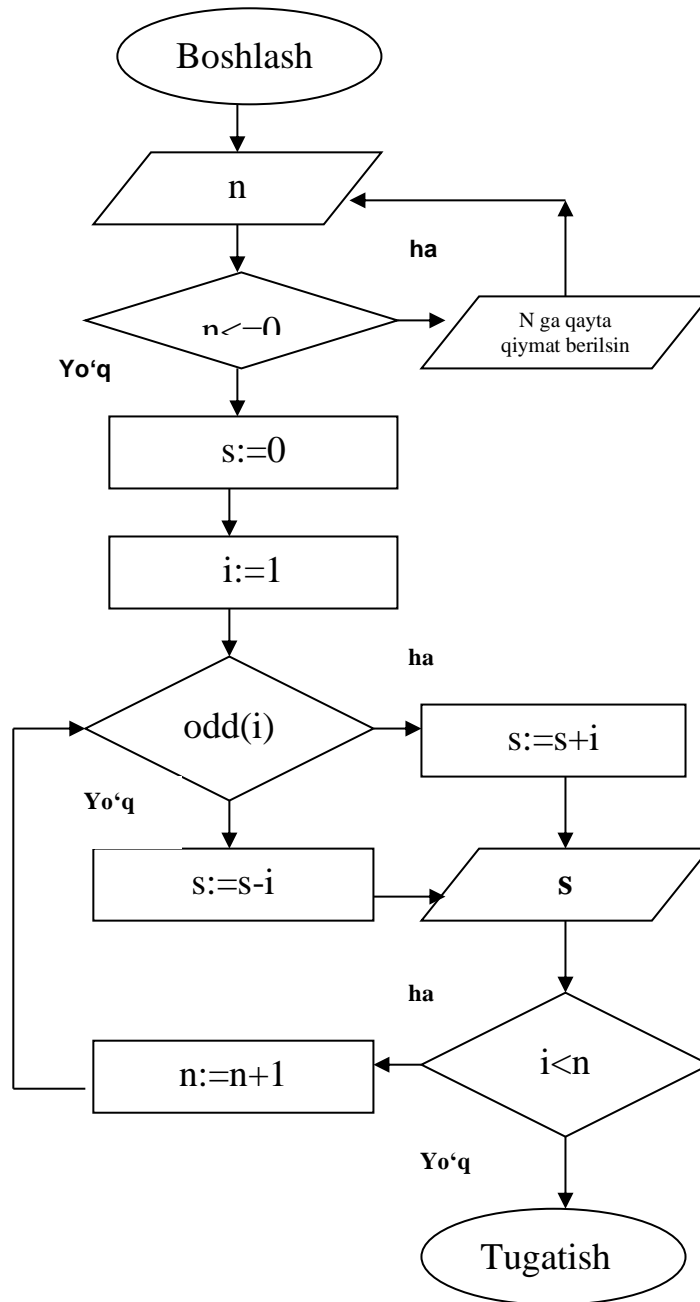 Boshlash
n
ha
n<=0
N ga qayta
qiymat berilsin
Yo‘q
s:=0
i:=1
ha
odd(i)
s:=s+i
Yo‘q
s:=s-i
s
ha
i<n
n:=n+1
Yo‘q
Tugatish